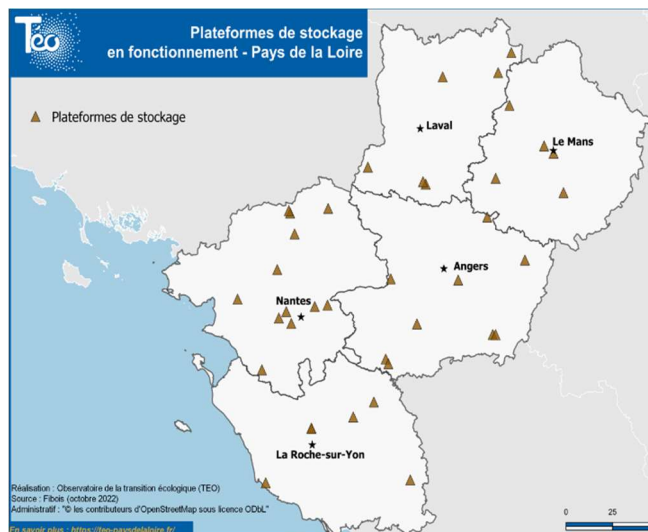 Téo
Plateformes de stockage
en fonctionnement - Pays de la Loire
Plateformes de stockage
Laval
Le Mans
Angers
Nantes
La Roche-sur-Yon
Réalisation : Observatoire de la transition écologique (TEO)
Source : Fibois (octobre 2022)
Administratif : "© les contributeurs d'OpenStreetMap sous licence ODbL"
En savoir plus : https://teo-paysdelaloire.fr/
0 25